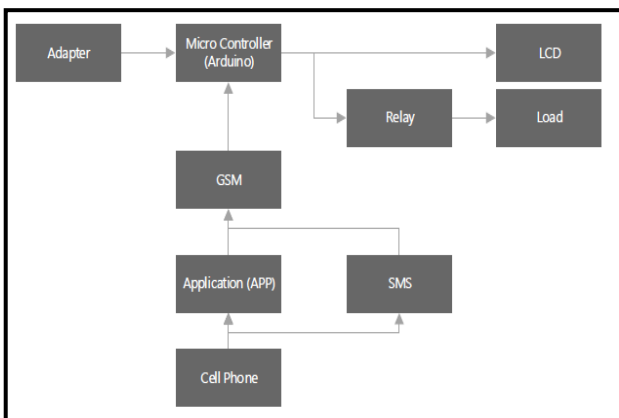 Adapter
Micro Controller
(Arduino)
LCD
Relay
Load
GSM
Application (APP)
SMS
Cell Phone